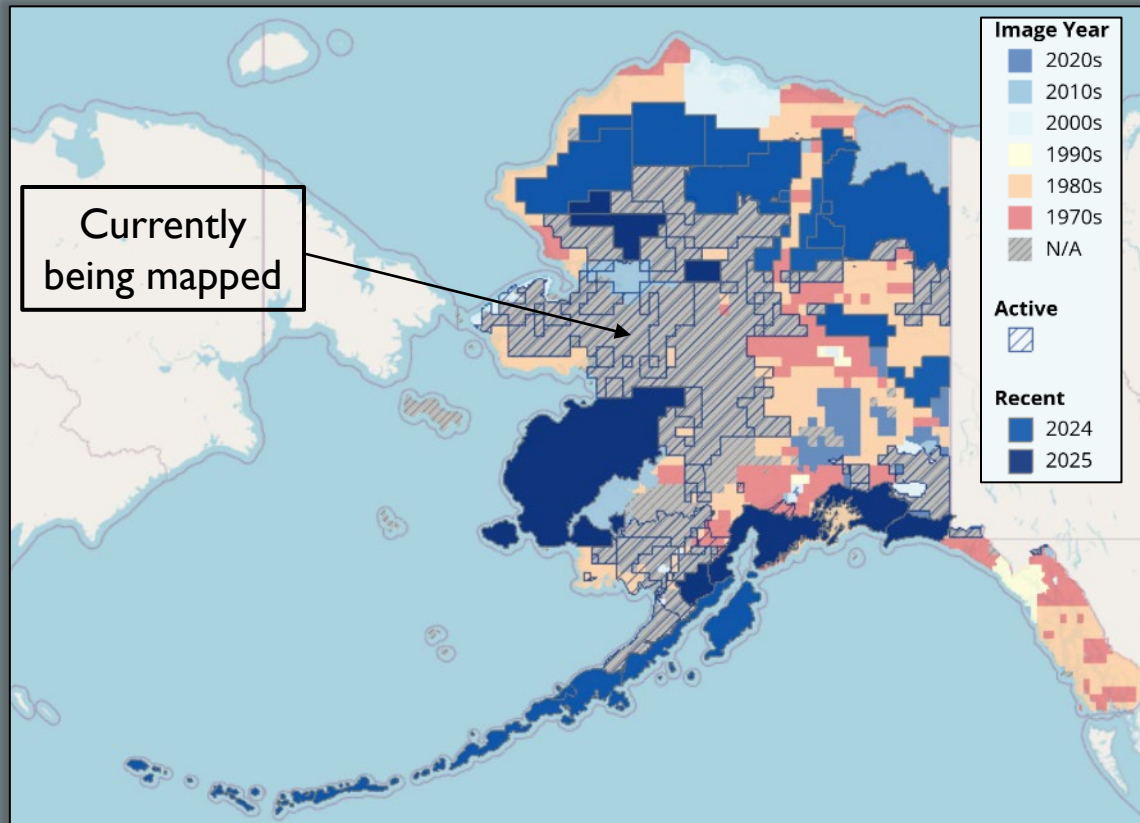 Currently
being mapped
Image Year
2020s
2010s
2000s
1990s
1980s
1970s
N/A
Active
Recent
2024
2025